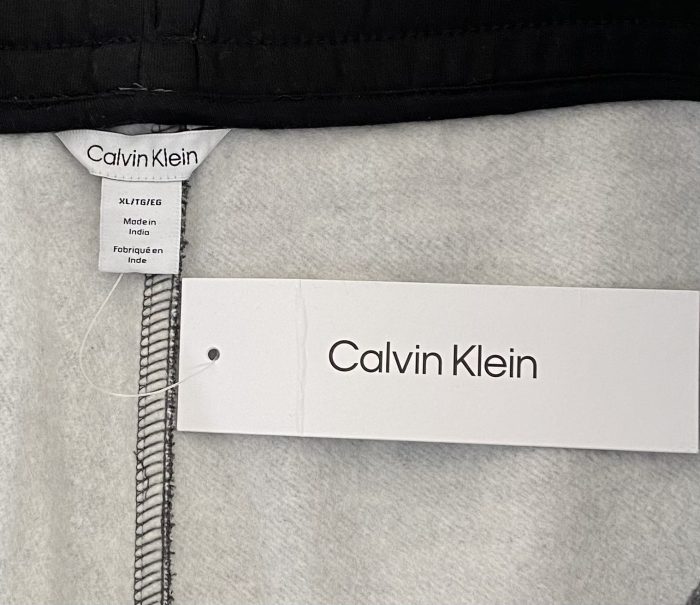 Calvin Klein
XL/TG/EG
Made in
India
Fabriqué en
Inde
Calvin Klein